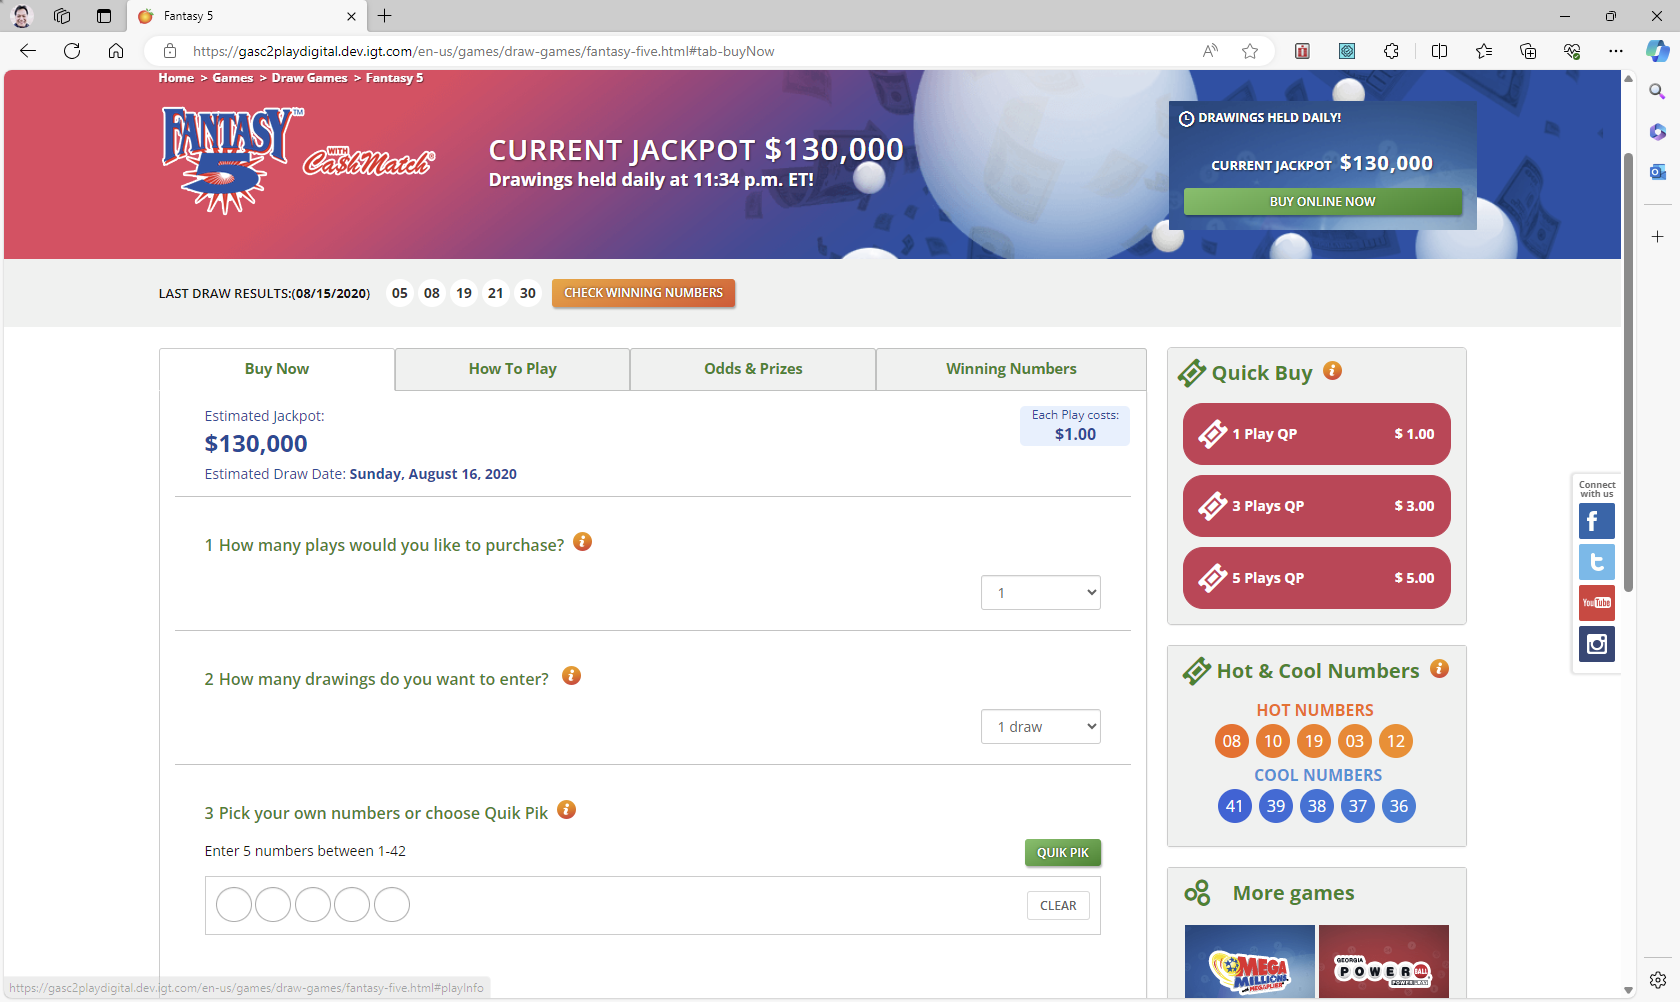 Fantasy 5
https://gasc2playdigital.dev.igt.com/en-us/games/draw-games/fantasy-five.html#tab-buyNow
Home > Games > Draw Games > Fantasy 5
FANTASY 5 ™
WITH Ca$hMatch®
CURRENT JACKPOT $130,000
Drawings held daily at 11:34 p.m. ET!
DRAWINGS HELD DAILY!
CURRENT JACKPOT $130,000
BUY ONLINE NOW
LAST DRAW RESULTS:(08/15/2020) 05 08 19 21 30 CHECK WINNING NUMBERS
Buy Now How To Play Odds & Prizes Winning Numbers
Estimated Jackpot:
$130,000
Estimated Draw Date: Sunday, August 16, 2020
Each Play costs:
$1.00
1 How many plays would you like to purchase?
1
2 How many drawings do you want to enter?
1 draw
3 Pick your own numbers or choose Quik Pik
Enter 5 numbers between 1-42
QUIK PIK
CLEAR
Quick Buy
1 Play QP $ 1.00
3 Plays QP $ 3.00
5 Plays QP $ 5.00
Hot & Cool Numbers
HOT NUMBERS
08 10 19 03 12
COOL NUMBERS
41 39 38 37 36
More games
MEGA MILLIONS
MEGAPLIER
GEORGIA
POWERBALL
POWERPLAY
Connect
with us
YouTube
https://gasc2playdigital.dev.igt.com/en-us/games/draw-games/fantasy-five.html#playInfo